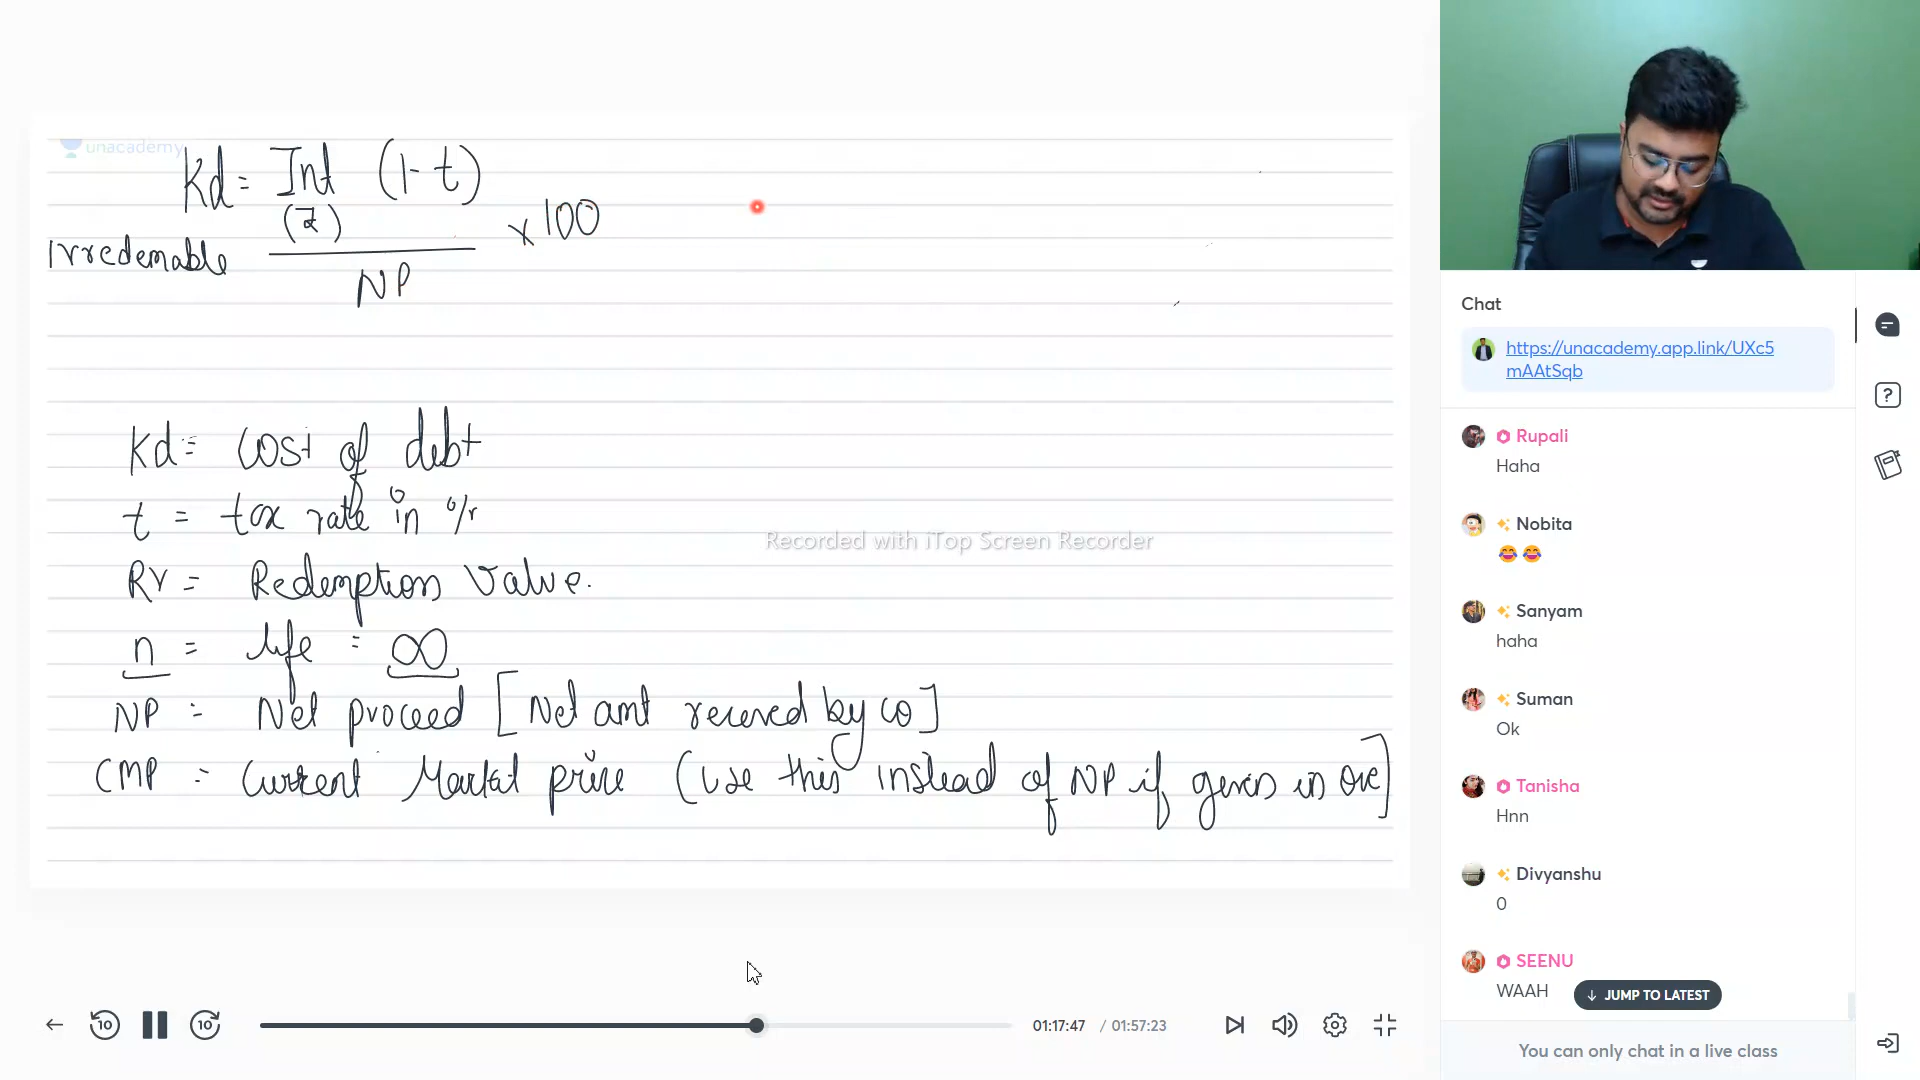 unacademy
Kd = Int (1-t)
(₹)
x 100
Irredemable
NP
Kd = cost of debt
t = tax rate in %
RV = Redemption Value.
n = life = ∞
NP = Net proceed [Net amt received by co]
CMP = Current Market price (use this instead of NP if given in Que]
Recorded with iTop Screen Recorder
10
10
01:17:47 / 01:57:23
Chat
https://unacademy.app.link/UXc5
mAAtSqb
Rupali
Haha
Nobita
😂😂
Sanyam
haha
Suman
Ok
Tanisha
Hnn
Divyanshu
0
SEENU
WAAH
↓ JUMP TO LATEST
You can only chat in a live class